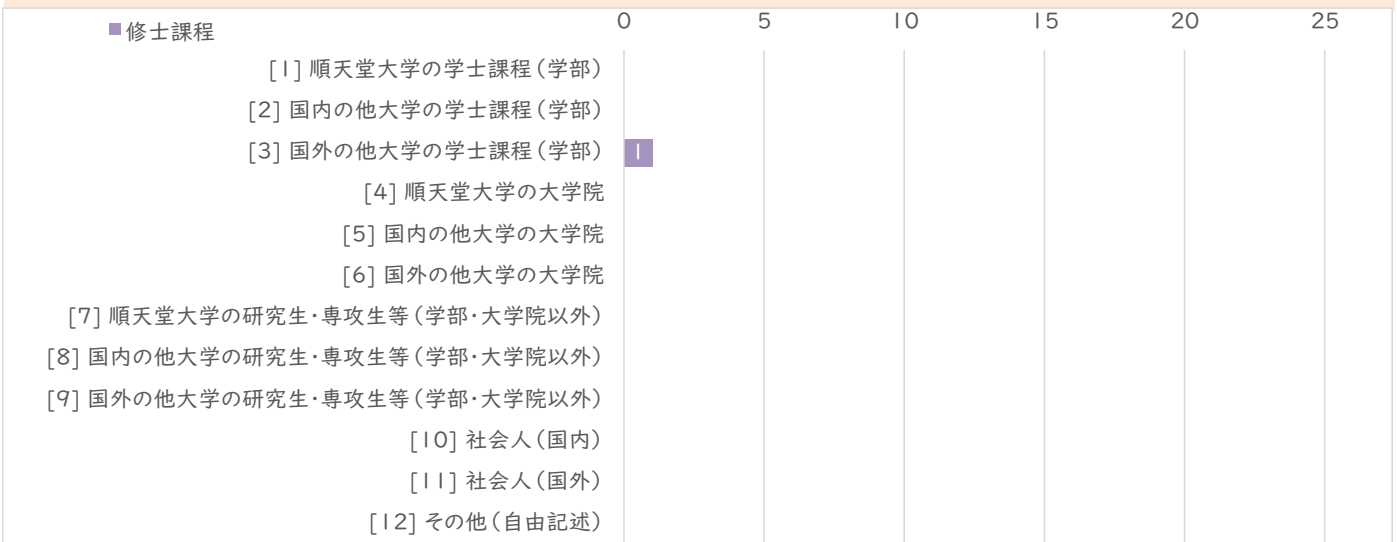 ■修士課程
0 5 10 15 20 25
[1] 順天堂大学の学士課程(学部)
[2] 国内の他大学の学士課程(学部)
[3] 国外の他大学の学士課程(学部) 1
[4] 順天堂大学の大学院
[5] 国内の他大学の大学院
[6] 国外の他大学の大学院
[7] 順天堂大学の研究生・専攻生等(学部・大学院以外)
[8] 国内の他大学の研究生・専攻生等(学部・大学院以外)
[9] 国外の他大学の研究生・専攻生等(学部・大学院以外)
[10] 社会人(国内)
[11] 社会人(国外)
[12] その他(自由記述)